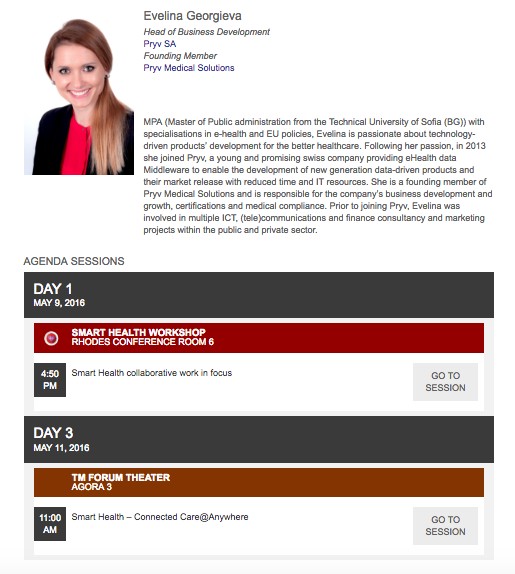 Evelina Georgieva
Head of Business Development
Pryv SA
Founding Member
Pryv Medical Solutions
MPA (Master of Public administration from the Technical University of Sofia (BG)) with
specialisations in e-health and EU policies, Evelina is passionate about technology-
driven products' development for the better healthcare. Following her passion, in 2013
she joined Pryv, a young and promising swiss company providing eHealth data
Middleware to enable the development of new generation data-driven products and
their market release with reduced time and IT resources. She is a founding member of
Pryv Medical Solutions and is responsible for the company's business development and
growth, certifications and medical compliance. Prior to joining Pryv, Evelina was
involved in multiple ICT, (tele)communications and finance consultancy and marketing
projects within the public and private sector.
AGENDA SESSIONS
DAY 1
MAY 9, 2016
SMART HEALTH WORKSHOP
RHODES CONFERENCE ROOM 6
4:50
PM
Smart Health collaborative work in focus
GO TO
SESSION
DAY 3
MAY 11, 2016
TM FORUM THEATER
AGORA 3
11:00
AM
Smart Health – Connected Care@Anywhere
GO TO
SESSION